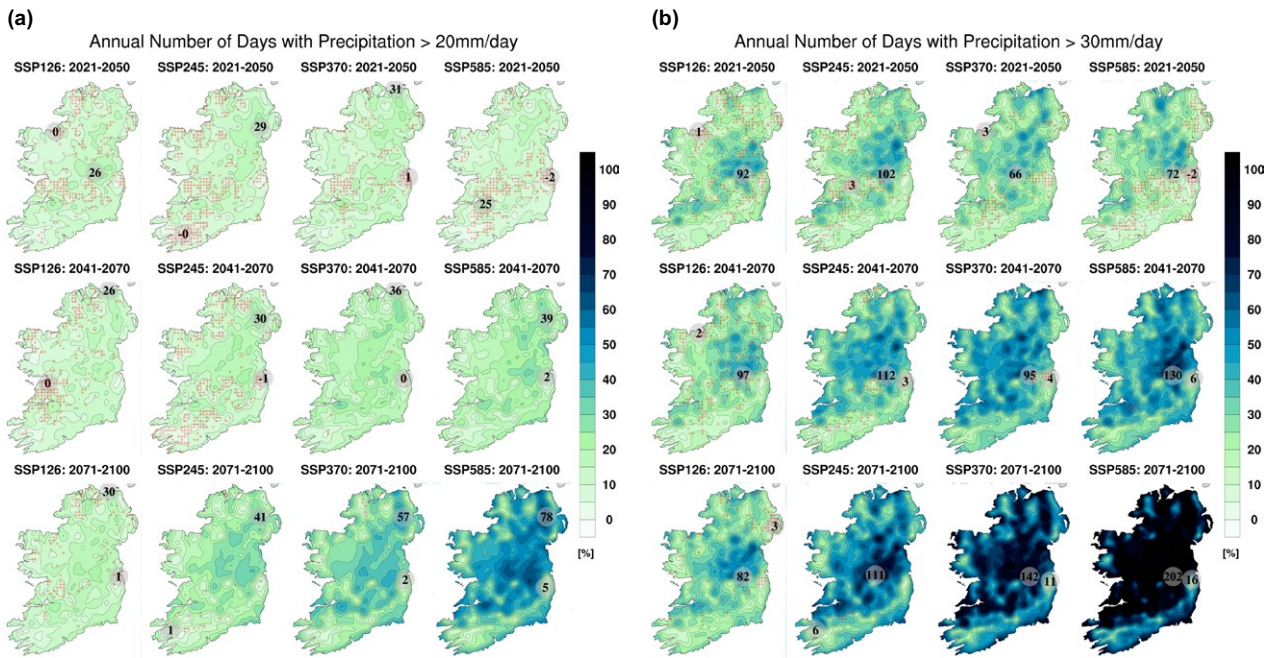 (a)
Annual Number of Days with Precipitation > 20mm/day
SSP126: 2021-2050 SSP245: 2021-2050 SSP370: 2021-2050 SSP585: 2021-2050
31
0 29
26 1 -2
25
-0
SSP126: 2041-2070 SSP245: 2041-2070 SSP370: 2041-2070 SSP585: 2041-2070
26 36
30 39
0 -1 0 2
SSP126: 2071-2100 SSP245: 2071-2100 SSP370: 2071-2100 SSP585: 2071-2100
30
41 57 78
1 2 5
1
100
90
80
70
60
50
40
30
20
10
0
[%]
(b)
Annual Number of Days with Precipitation > 30mm/day
SSP126: 2021-2050 SSP245: 2021-2050 SSP370: 2021-2050 SSP585: 2021-2050
1 3
92 102 66 72 -2
3
SSP126: 2041-2070 SSP245: 2041-2070 SSP370: 2041-2070 SSP585: 2041-2070
2
97 112 3 95 4 130 6
SSP126: 2071-2100 SSP245: 2071-2100 SSP370: 2071-2100 SSP585: 2071-2100
3
82 111 142 11 202 16
6
100
90
80
70
60
50
40
30
20
10
0
[%]